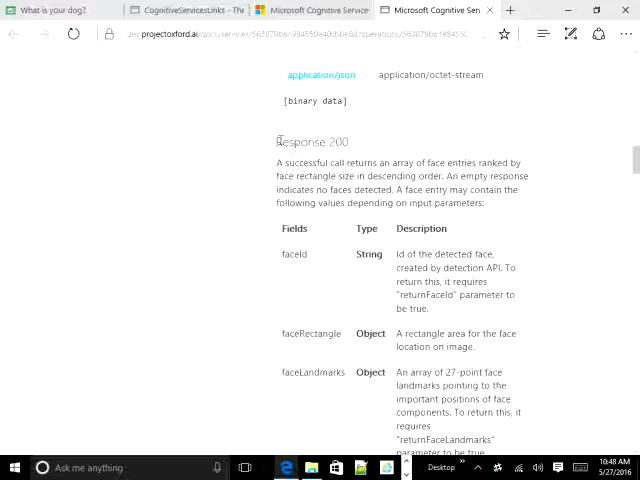 What is your dog?
CognitiveServicesLinks - The
Microsoft Cognitive Service
Microsoft Cognitive Sen
projectoxford.ai
application/json application/octet-stream
[binary data]
Response 200
A successful call returns an array of face entries ranked by
face rectangle size in descending order. An empty response
indicates no faces detected. A face entry may contain the
following values depending on input parameters:
Fields Type Description
faceId String Id of the detected face,
created by detection API. To
return this, it requires
"returnFaceId" parameter to
be true.
faceRectangle Object A rectangle area for the face
location on image.
faceLandmarks Object An array of 27-point face
landmarks pointing to the
important positions of face
components. To return this, it
requires
"returnFaceLandmarks"
parameter to be true.
Ask me anything
Desktop
10:48 AM
5/27/2016